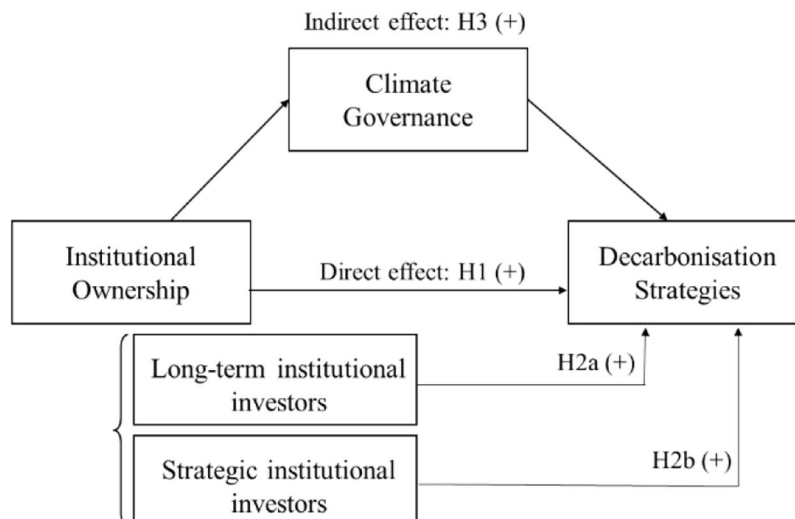 Indirect effect: H3 (+)
Climate
Governance
Institutional
Ownership
Direct effect: H1 (+)
Decarbonisation
Strategies
Long-term institutional
investors
H2a (+)
Strategic institutional
investors
H2b (+)